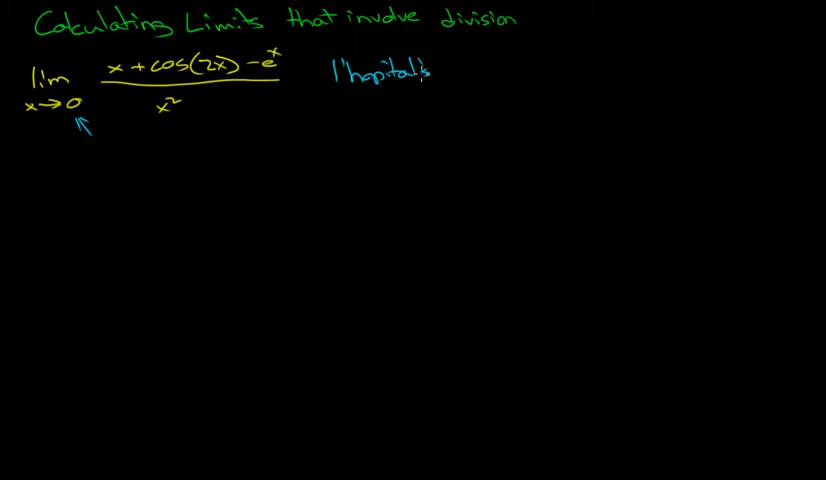 Calculating Limits that involve division
lim x→0 (x + cos(2x) - e^x) / x²
l'hopital's